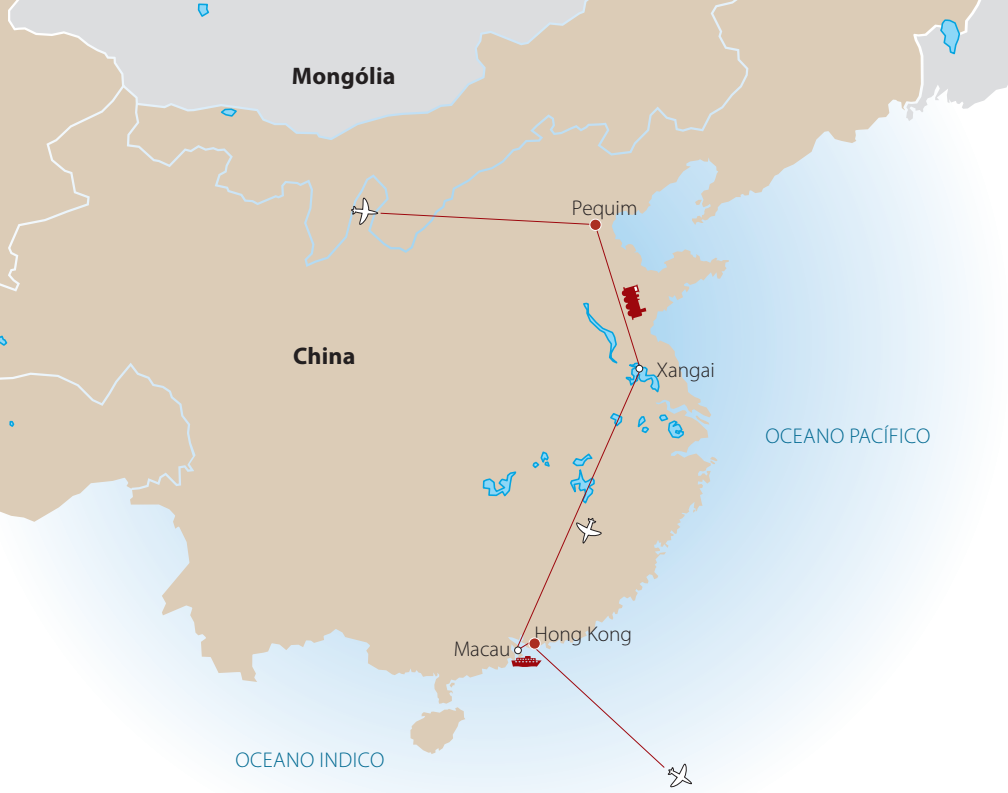 Mongólia
Pequim
China
Xangai
OCEANO PACÍFICO
Hong Kong
Macau
OCEANO INDICO